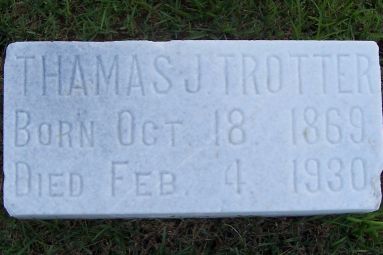 THAMAS J. TROTTER
BORN OCT. 18. 1869.
DIED FEB. 4. 1930.